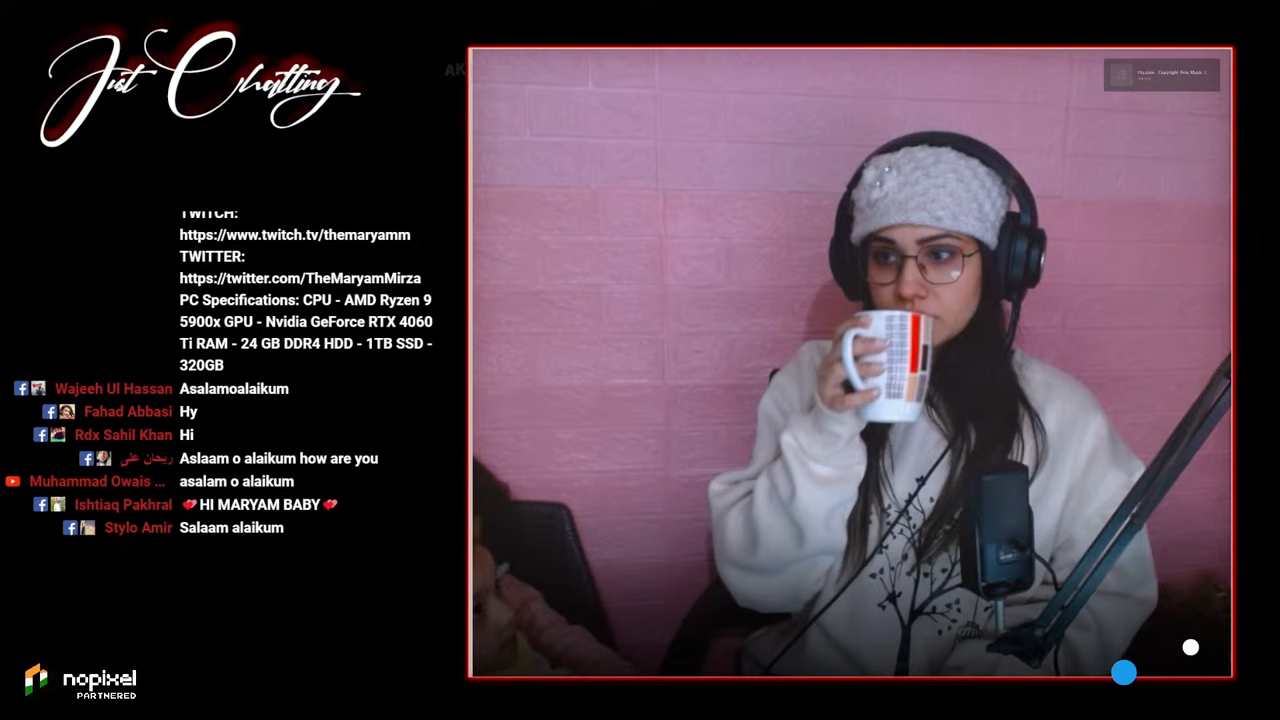 Just Chatting
AK
TWITCH:
https://www.twitch.tv/themaryamm
TWITTER:
https://twitter.com/TheMaryamMirza
PC Specifications: CPU - AMD Ryzen 9
5900x GPU - Nvidia GeForce RTX 4060
Ti RAM - 24 GB DDR4 HDD - 1TB SSD -
320GB
Wajeeh Ul Hassan Asalamoalaikum
Fahad Abbasi Hy
Rdx Sahil Khan Hi
ریحان علی Aslaam o alaikum how are you
Muhammad Owais ... asalam o alaikum
Ishtiaq Pakhral 💕HI MARYAM BABY💕
Stylo Amir Salaam alaikum
nopixel
PARTNERED